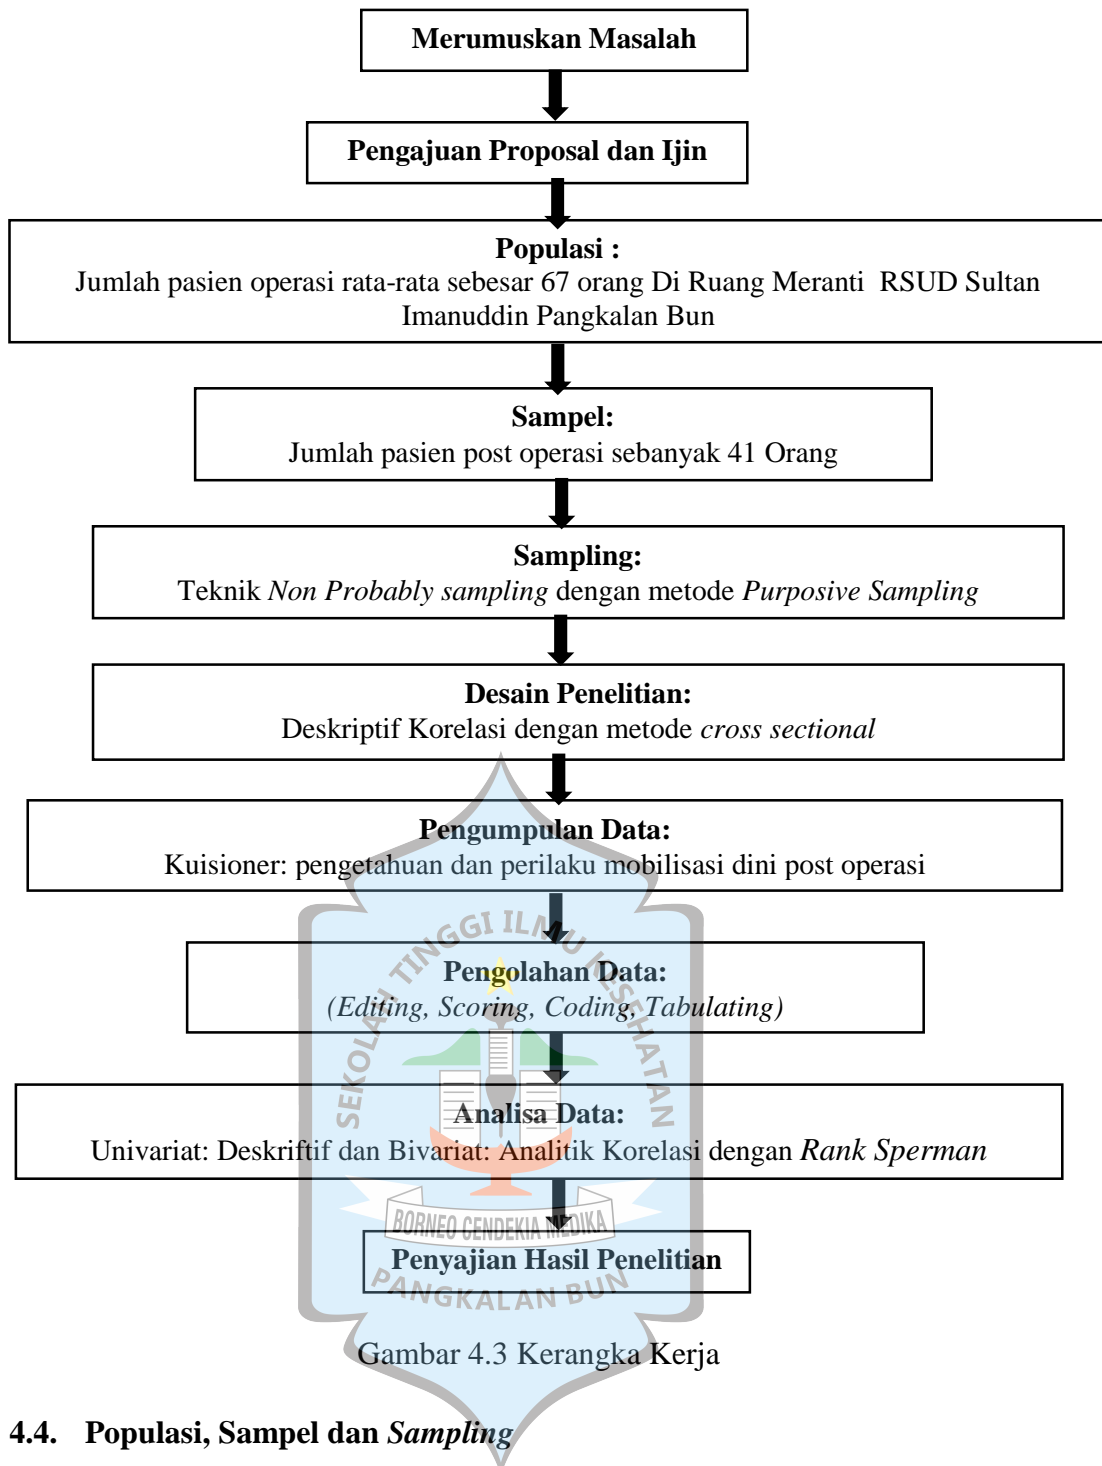 Merumuskan Masalah
Pengajuan Proposal dan Ijin
Populasi :
Jumlah pasien operasi rata-rata sebesar 67 orang Di Ruang Meranti RSUD Sultan
Imanuddin Pangkalan Bun
Sampel:
Jumlah pasien post operasi sebanyak 41 Orang
Sampling:
Teknik Non Probably sampling dengan metode Purposive Sampling
Desain Penelitian:
Deskriptif Korelasi dengan metode cross sectional
Pengumpulan Data:
Kuisioner: pengetahuan dan perilaku mobilisasi dini post operasi
SEKOLAH TINGGI ILMU KESEHATAN
Pengolahan Data:
(Editing, Scoring, Coding, Tabulating)
Analisa Data:
Univariat: Deskriftif dan Bivariat: Analitik Korelasi dengan Rank Sperman
BORNEO CENDEKIA MEDIKA
Penyajian Hasil Penelitian
PANGKALAN BUN
Gambar 4.3 Kerangka Kerja
4.4. Populasi, Sampel dan Sampling